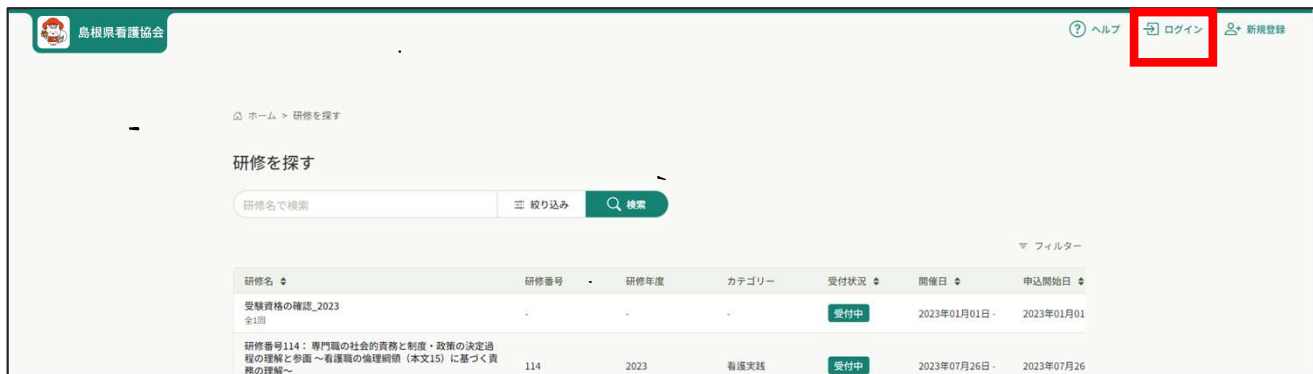 島根県看護協会
ヘルプ
ログイン
新規登録
ホーム > 研修を探す
研修を探す
研修名で検索
絞り込み
検索
フィルター
研修名 研修番号 研修年度 カテゴリー 受付状況 開催日 申込開始日
受験資格の確認_2023
全1回
- - - 受付中 2023年01月01日 - 2023年01月01
研修番号114： 専門職の社会的責務と制度・政策の決定過
程の理解と参画 ～看護職の倫理綱領（本文15）に基づく責
務の理解～
114 2023 看護実践 受付中 2023年07月26日 - 2023年07月26